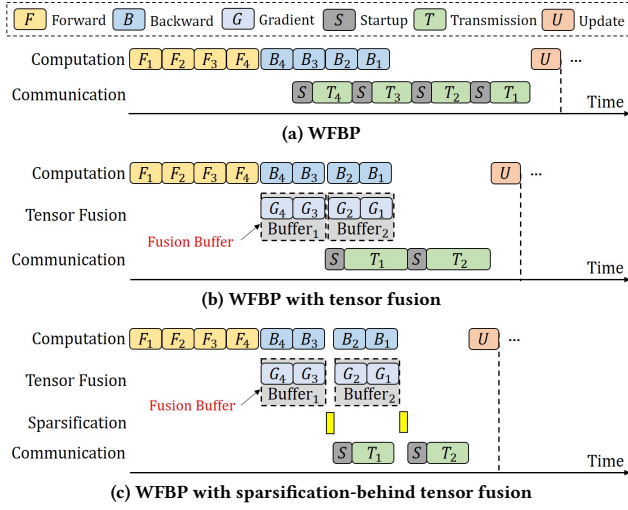 F Forward B Backward G Gradient S Startup T Transmission U Update
Computation F1 F2 F3 F4 B4 B3 B2 B1 U ...
Communication S T4 S T3 S T2 S T1
Time
(a) WFBP
Computation F1 F2 F3 F4 B4 B3 B2 B1 U ...
Tensor Fusion G4 G3 G2 G1
Buffer1 Buffer2
Fusion Buffer
Communication S T1 S T2
Time
(b) WFBP with tensor fusion
Computation F1 F2 F3 F4 B4 B3 B2 B1 U ...
Tensor Fusion G4 G3 G2 G1
Buffer1 Buffer2
Fusion Buffer
Sparsification
Communication S T1 S T2
Time
(c) WFBP with sparsification-behind tensor fusion